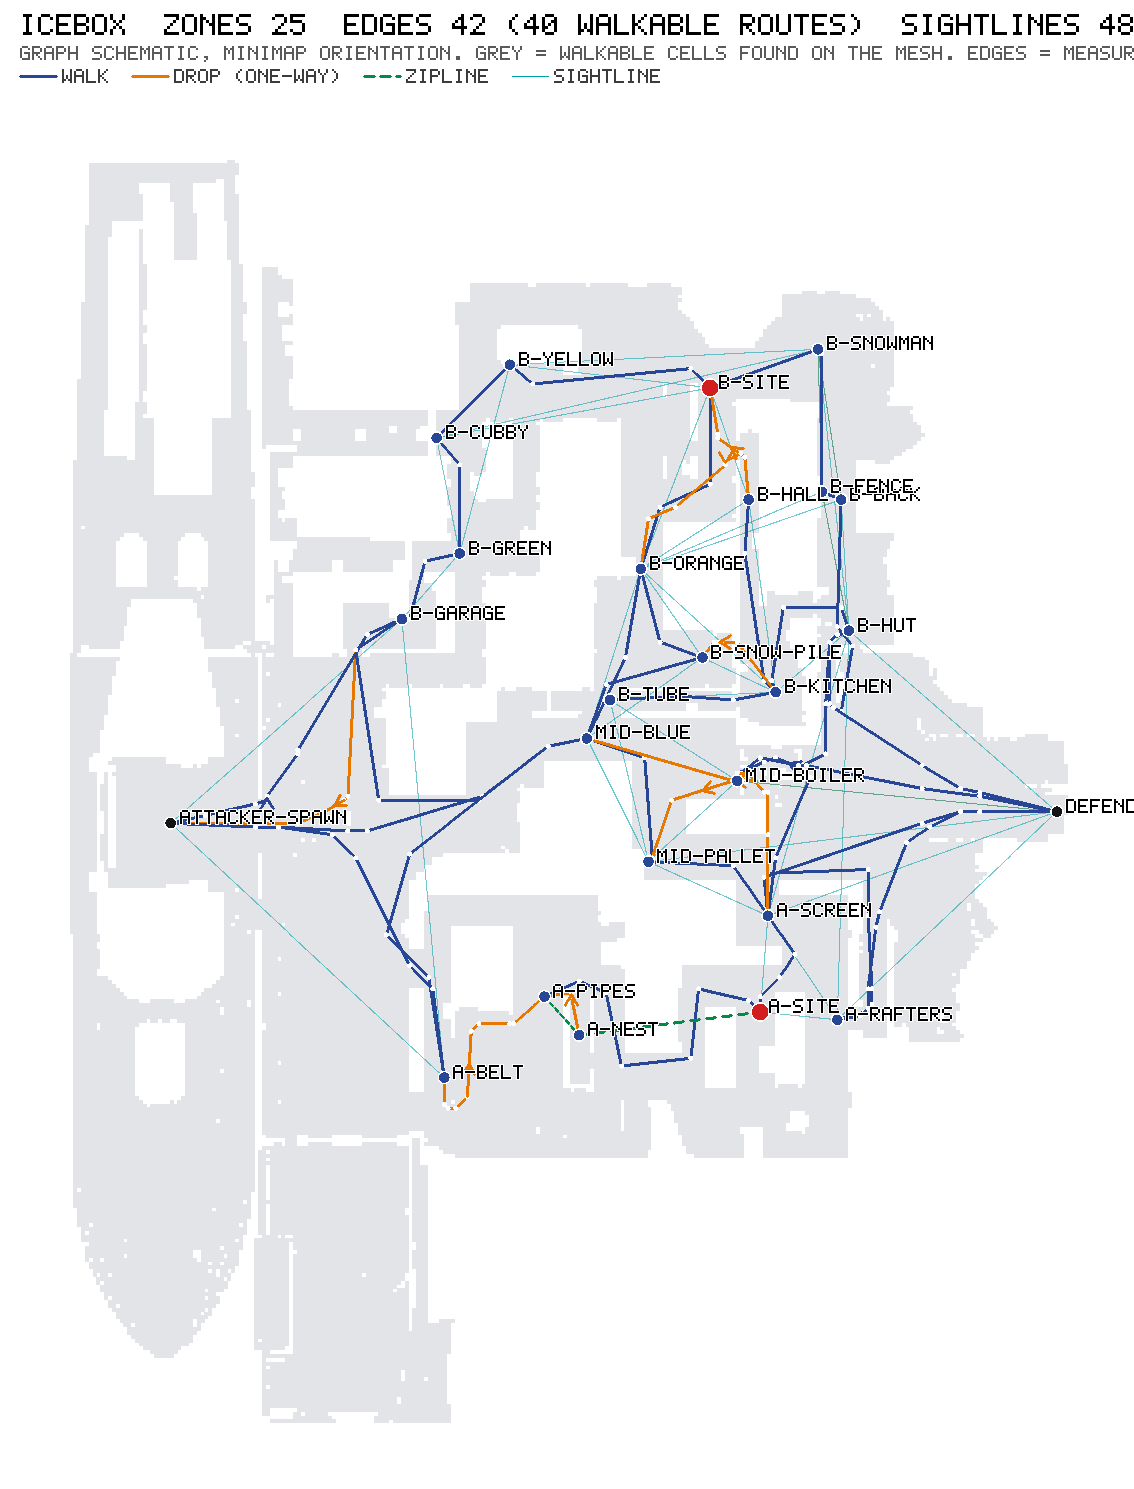 ICEBOX  ZONES 25  EDGES 42 (40 WALKABLE ROUTES)  SIGHTLINES 48
GRAPH SCHEMATIC, MINIMAP ORIENTATION. GREY = WALKABLE CELLS FOUND ON THE MESH. EDGES = MEASUR
WALK  DROP (ONE-WAY)  ZIPLINE  SIGHTLINE
B-SNOWMAN
B-YELLOW
B-SITE
B-CUBBY
B-FENCE
B-HALL
B-BACK
B-GREEN
B-ORANGE
B-GARAGE
B-HUT
B-SNOW-PILE
B-KITCHEN
B-TUBE
MID-BLUE
MID-BOILER
DEFEND
ATTACKER-SPAWN
MID-PALLET
A-SCREEN
A-PIPES
A-SITE
A-RAFTERS
A-NEST
A-BELT